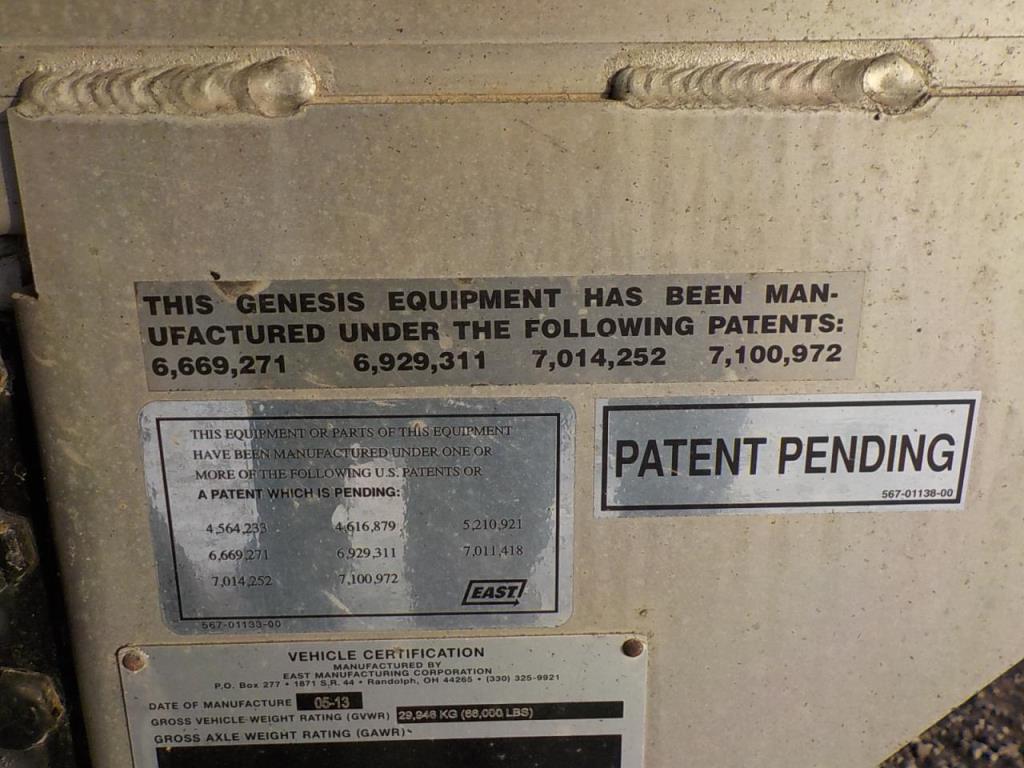 THIS GENESIS EQUIPMENT HAS BEEN MAN-
UFACTURED UNDER THE FOLLOWING PATENTS:
6,669,271 6,929,311 7,014,252 7,100,972
THIS EQUIPMENT OR PARTS OF THIS EQUIPMENT
HAVE BEEN MANUFACTURED UNDER ONE OR
MORE OF THE FOLLOWING U.S. PATENTS OR
A PATENT WHICH IS PENDING:
4,564,233 4,616,879 5,210,921
6,669,271 6,929,311 7,011,418
7,014,252 7,100,972
EAST
567-01133-00
PATENT PENDING
567-01138-00
VEHICLE CERTIFICATION
MANUFACTURED BY
EAST MANUFACTURING CORPORATION
P.O. Box 277 • 1871 S.R. 44 • Randolph, OH 44265 • (330) 325-9921
DATE OF MANUFACTURE 05-13
GROSS VEHICLE WEIGHT RATING (GVWR) 29,946 KG (66,000 LBS)
GROSS AXLE WEIGHT RATING (GAWR)